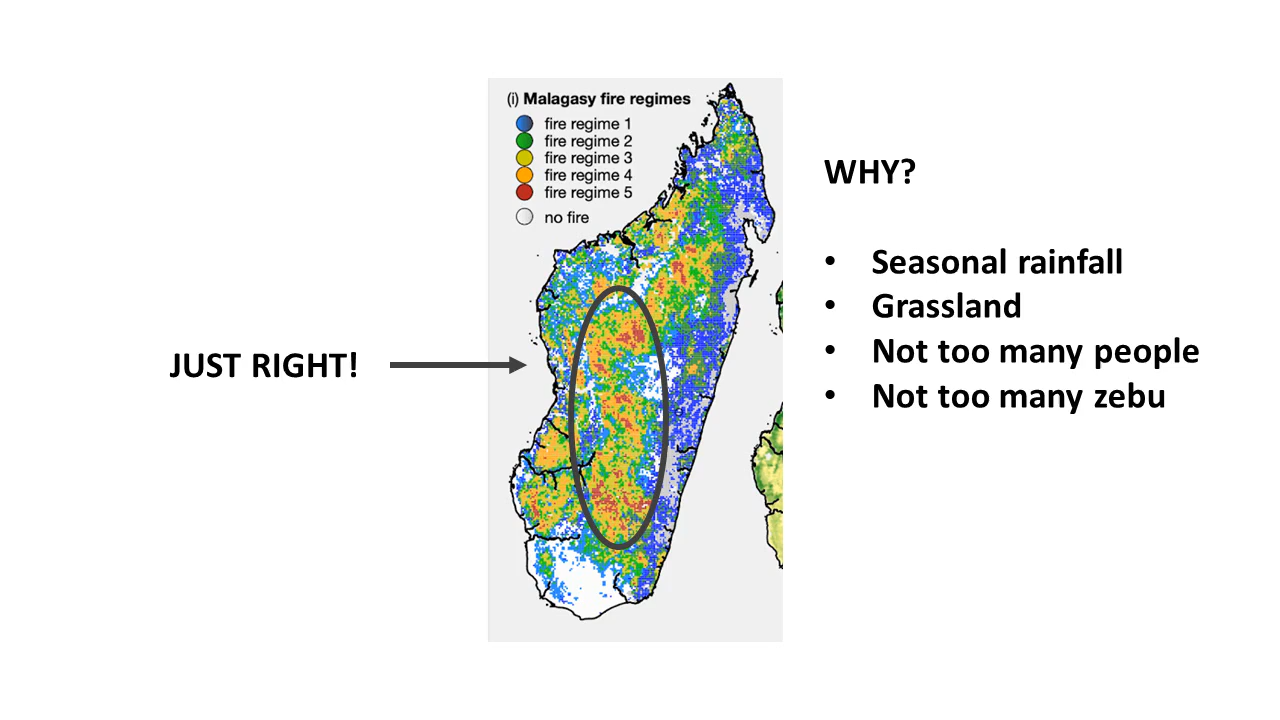 (i) Malagasy fire regimes
fire regime 1
fire regime 2
fire regime 3
fire regime 4
fire regime 5
no fire
JUST RIGHT!
WHY?
• Seasonal rainfall
• Grassland
• Not too many people
• Not too many zebu